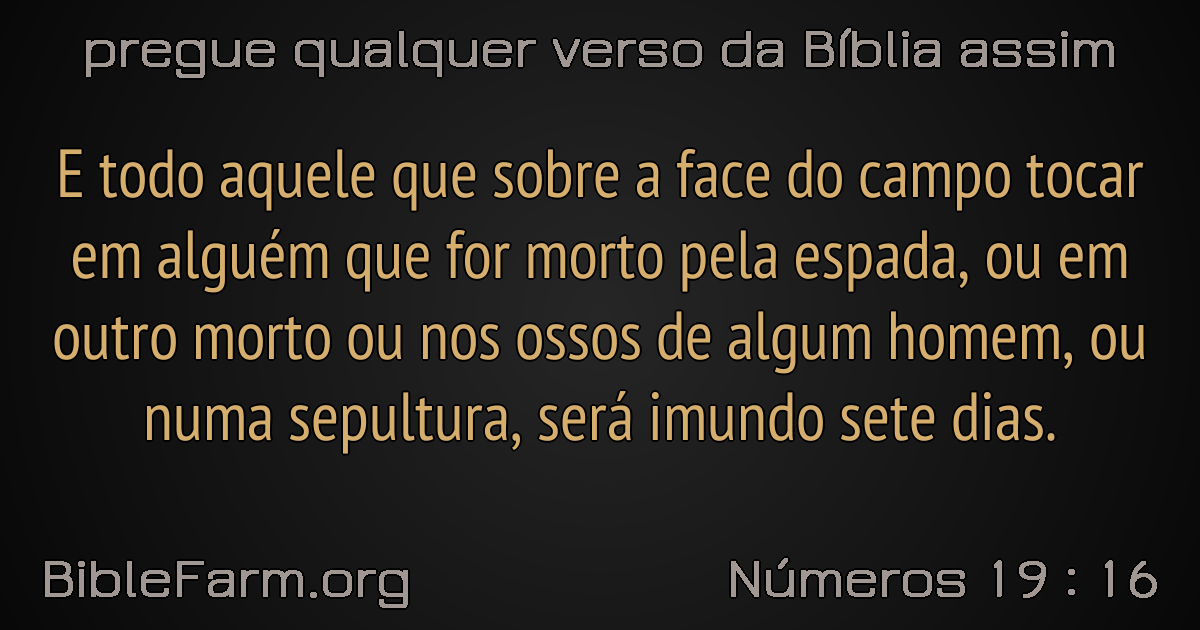 pregue qualquer verso da Bíblia assim
E todo aquele que sobre a face do campo tocar
em alguém que for morto pela espada, ou em
outro morto ou nos ossos de algum homem, ou
numa sepultura, será imundo sete dias.
BibleFarm.org
Números 19 : 16